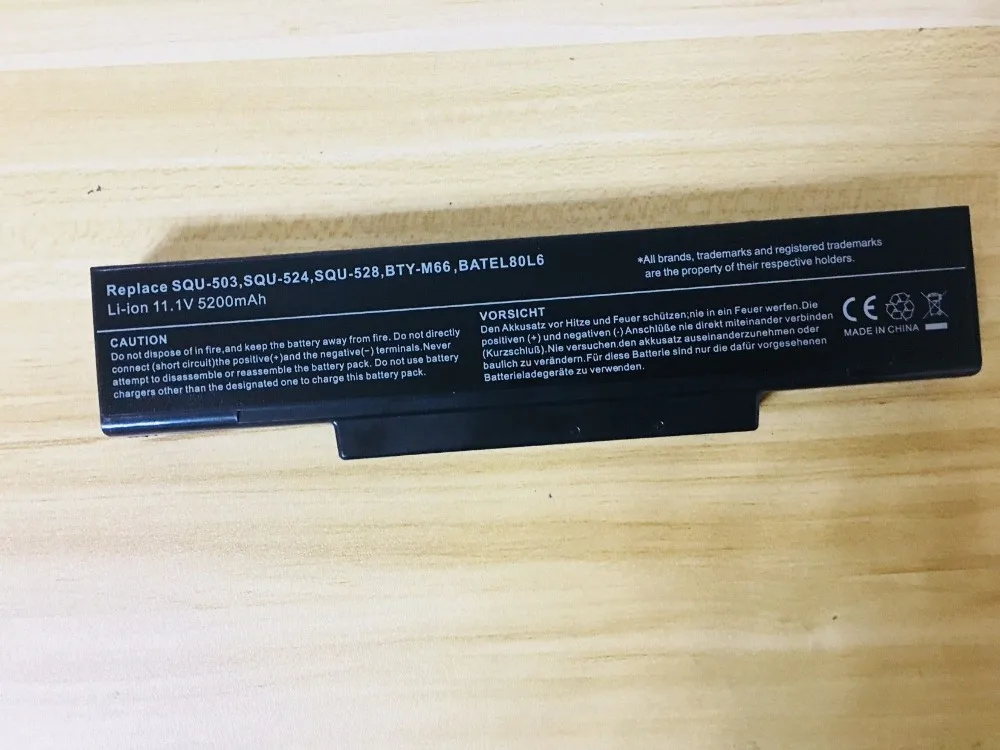 Replace SQU-503,SQU-524,SQU-528,BTY-M66,BATEL80L6
Li-ion 11.1V 5200mAh
*All brands, trademarks and registered trademarks
are the property of their respective holders.
CAUTION
Do not dispose of in fire,and keep the battery away from fire. Do not directly
connect (short circuit)the positive(+)and the negative(-) terminals.Never
attempt to disassemble or reassemble the battery pack. Do not use battery
chargers other than the designated one to charge this battery pack.
VORSICHT
Den Akkusatz vor Hitze und Feuer schützen;nie in ein Feuer werfen.Die
positiven (+) und negativen (-) Anschlüße nie direkt miteinander verbinden
(Kurzschluß).Nie versuchen.den akkusatz auseinanderzunehmen oder
baulich zu verändern.Für diese Batterie sind nur die dafür vorgesehenen
Batterieladegeräte zu verwenden.
CE
MADE IN CHINA